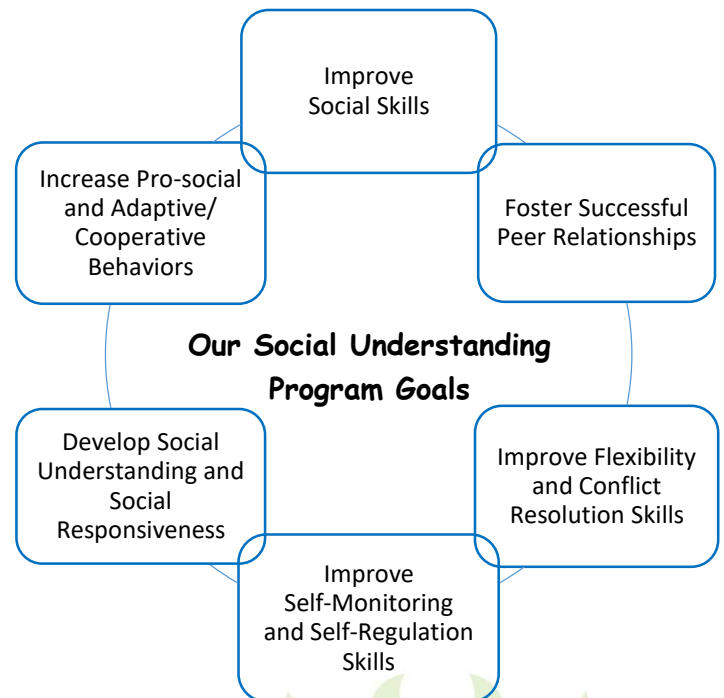 Improve
Social Skills
Foster Successful
Peer Relationships
Improve Flexibility
and Conflict
Resolution Skills
Improve
Self-Monitoring
and Self-Regulation
Skills
Develop Social
Understanding and
Social
Responsiveness
Increase Pro-social
and Adaptive/
Cooperative
Behaviors
Our Social Understanding
Program Goals